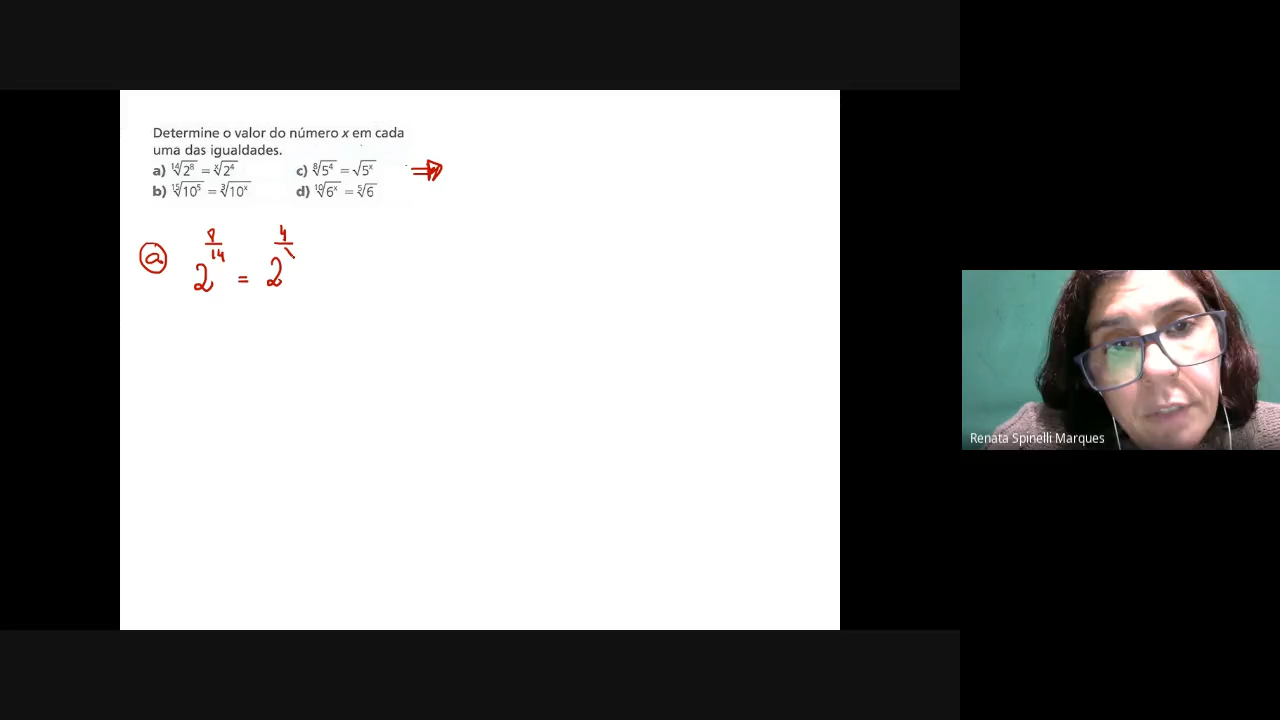 Determine o valor do número x em cada
uma das igualdades.
a) ¹⁴√2⁸ = ˣ√2⁴ c) ⁸√5⁴ = √5ˣ
b) ¹⁵√10⁵ = ³√10ˣ d) ¹⁰√6ˣ = ⁵√6
a 2^(8/14) = 2^(4/
Renata Spinelli Marques